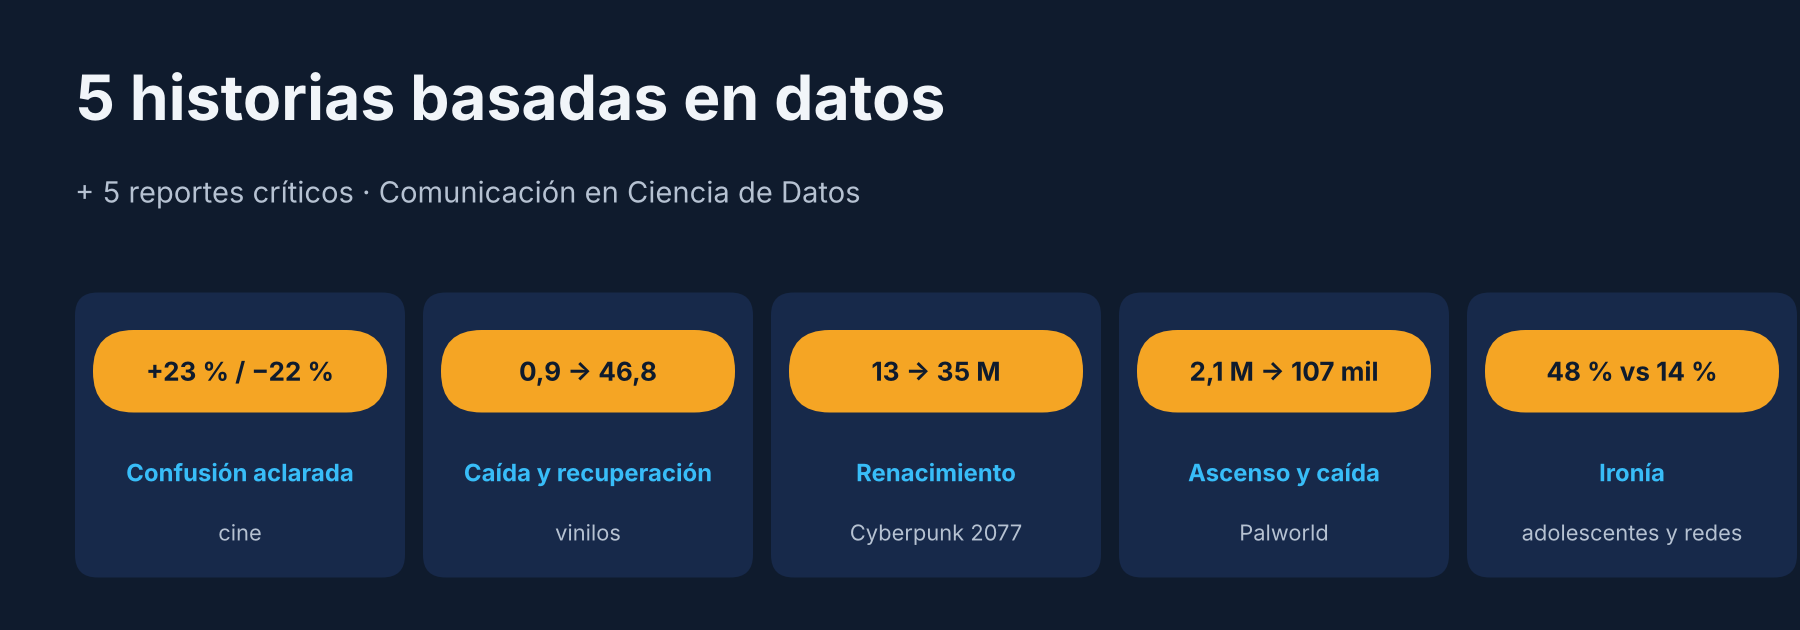 5 historias basadas en datos
+ 5 reportes críticos · Comunicación en Ciencia de Datos
+23 % / −22 %
Confusión aclarada
cine
0,9 → 46,8
Caída y recuperación
vinilos
13 → 35 M
Renacimiento
Cyberpunk 2077
2,1 M → 107 mil
Ascenso y caída
Palworld
48 % vs 14 %
Ironía
adolescentes y redes